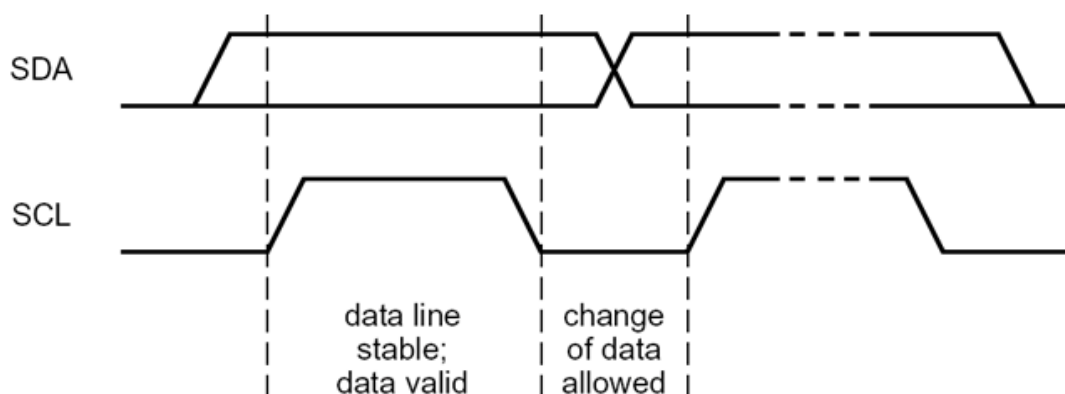 SDA
SCL
data line
stable;
data valid
change
of data
allowed